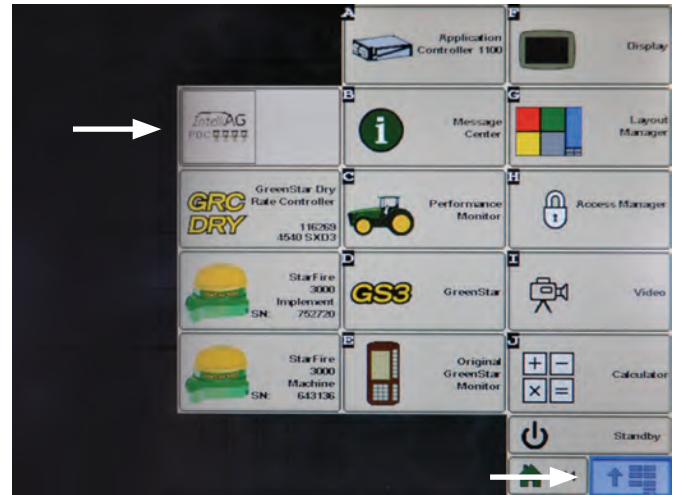 A
Application
Controller 1100
F
Display
IntelliAG
PDC
B
Message
Center
G
Layout
Manager
GRC
DRY
GreenStar Dry
Rate Controller
116269
4540 SXD3
C
Performance
Monitor
H
Access Manager
StarFire
3000
Implement
SN: 752720
D
GS3
GreenStar
I
Video
StarFire
3000
Machine
SN: 643136
E
Original
GreenStar
Monitor
J
Calculator
Standby